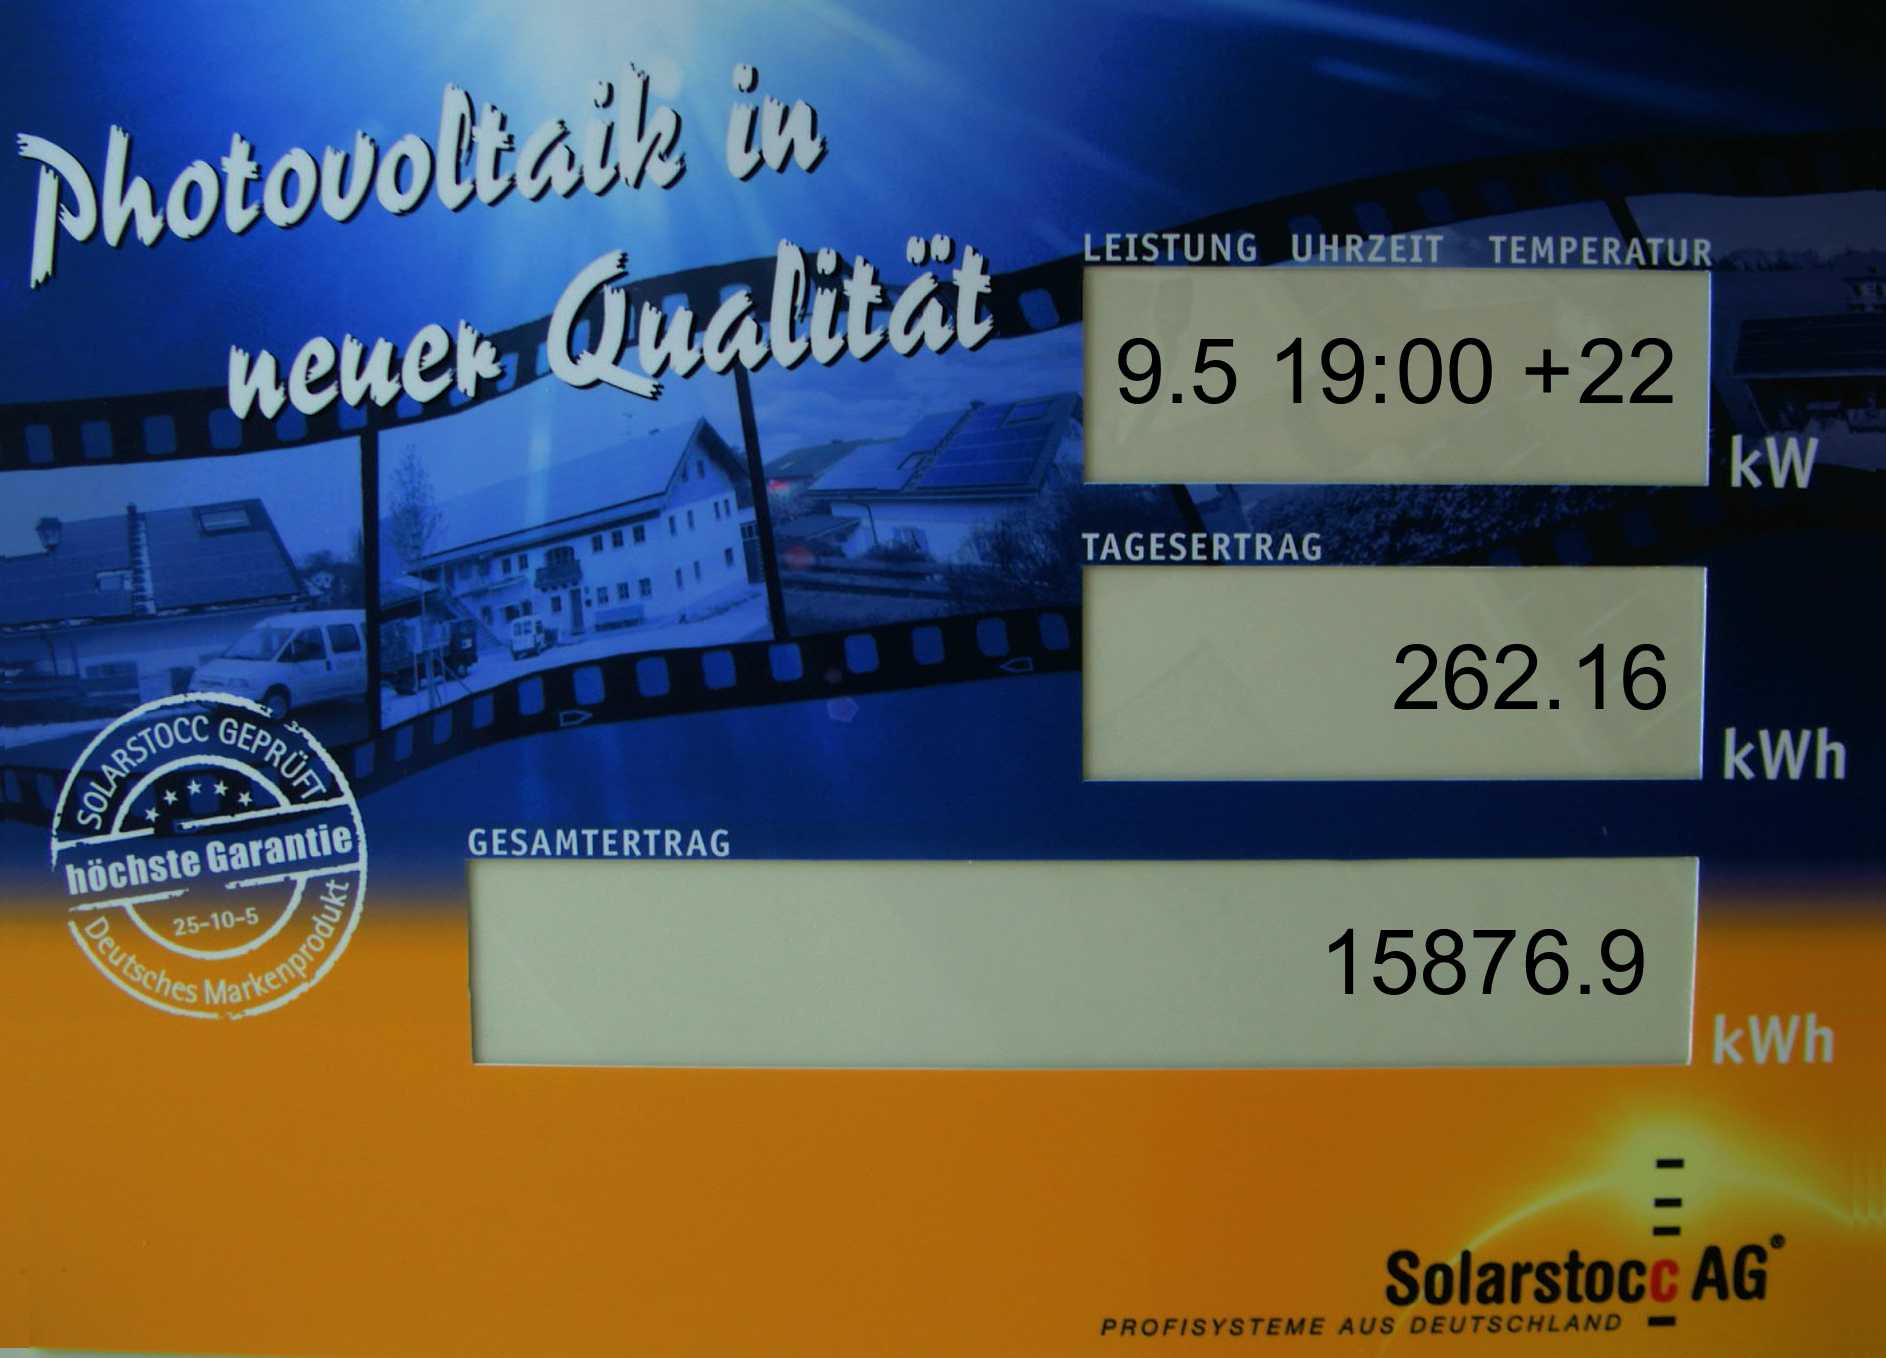 Photovoltaik in
neuer Qualität
LEISTUNG UHRZEIT TEMPERATUR
9.5 19:00 +22
kW
TAGESERTRAG
262.16
kWh
GESAMTERTRAG
15876.9
kWh
SOLARSTOCC GEPRÜFT
höchste Garantie
25-10-5
Deutsches Markenprodukt
Solarstocc AG®
PROFISYSTEME AUS DEUTSCHLAND